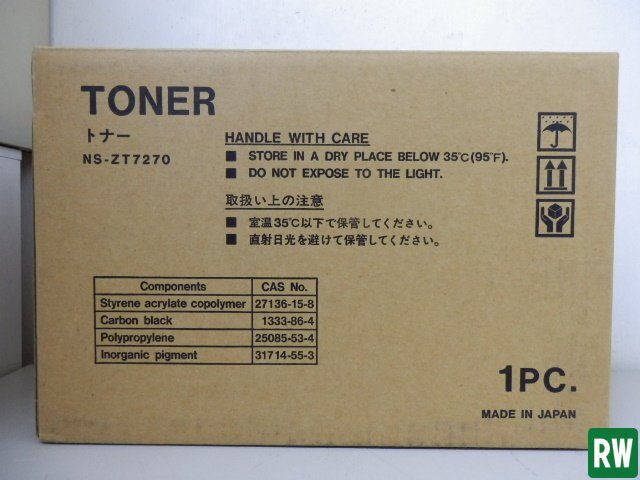 TONER
トナー
NS-ZT7270
HANDLE WITH CARE
■ STORE IN A DRY PLACE BELOW 35℃(95°F).
■ DO NOT EXPOSE TO THE LIGHT.
取扱い上の注意
■ 室温35℃以下で保管してください。
■ 直射日光を避けて保管してください。
Components CAS No.
Styrene acrylate copolymer 27136-15-8
Carbon black 1333-86-4
Polypropylene 25085-53-4
Inorganic pigment 31714-55-3
1PC.
MADE IN JAPAN
RW